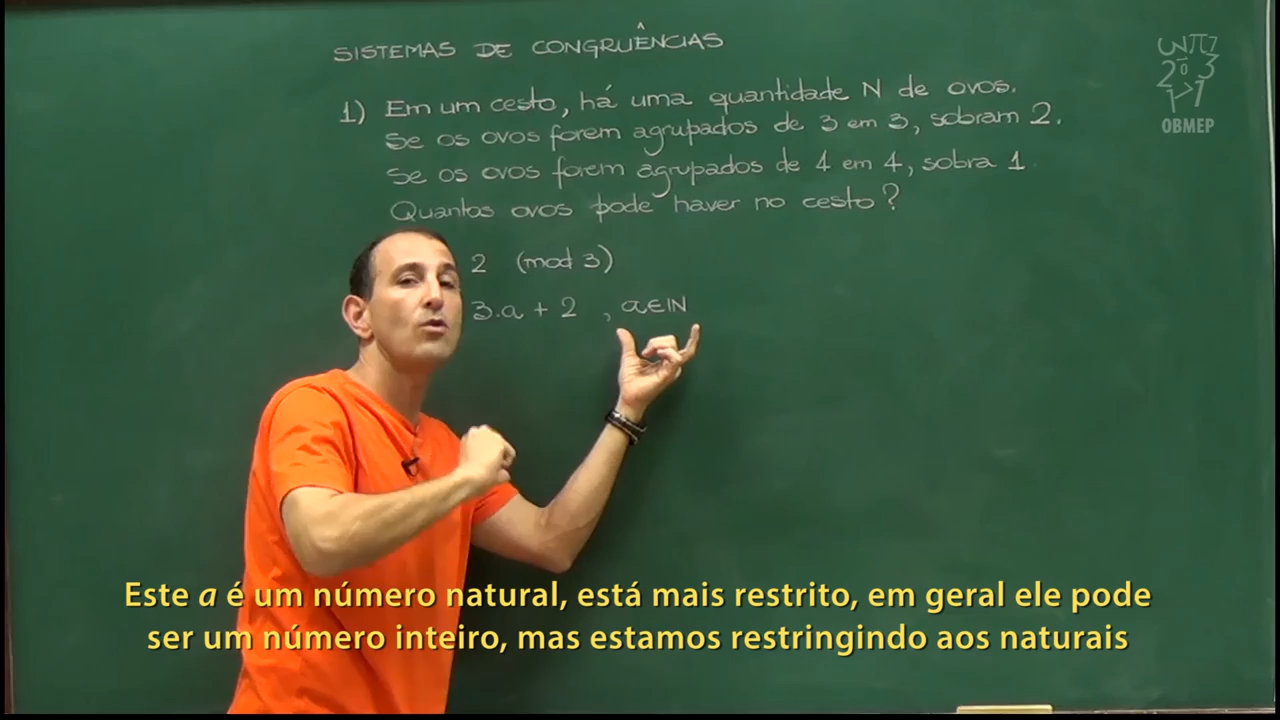 SISTEMAS DE CONGRUÊNCIAS
1) Em um cesto, há uma quantidade N de ovos.
Se os ovos forem agrupados de 3 em 3, sobram 2.
Se os ovos forem agrupados de 4 em 4, sobra 1.
Quantos ovos pode haver no cesto?
2 (mod 3)
3.a + 2 , a∈IN
OBMEP
Este a é um número natural, está mais restrito, em geral ele pode
ser um número inteiro, mas estamos restringindo aos naturais